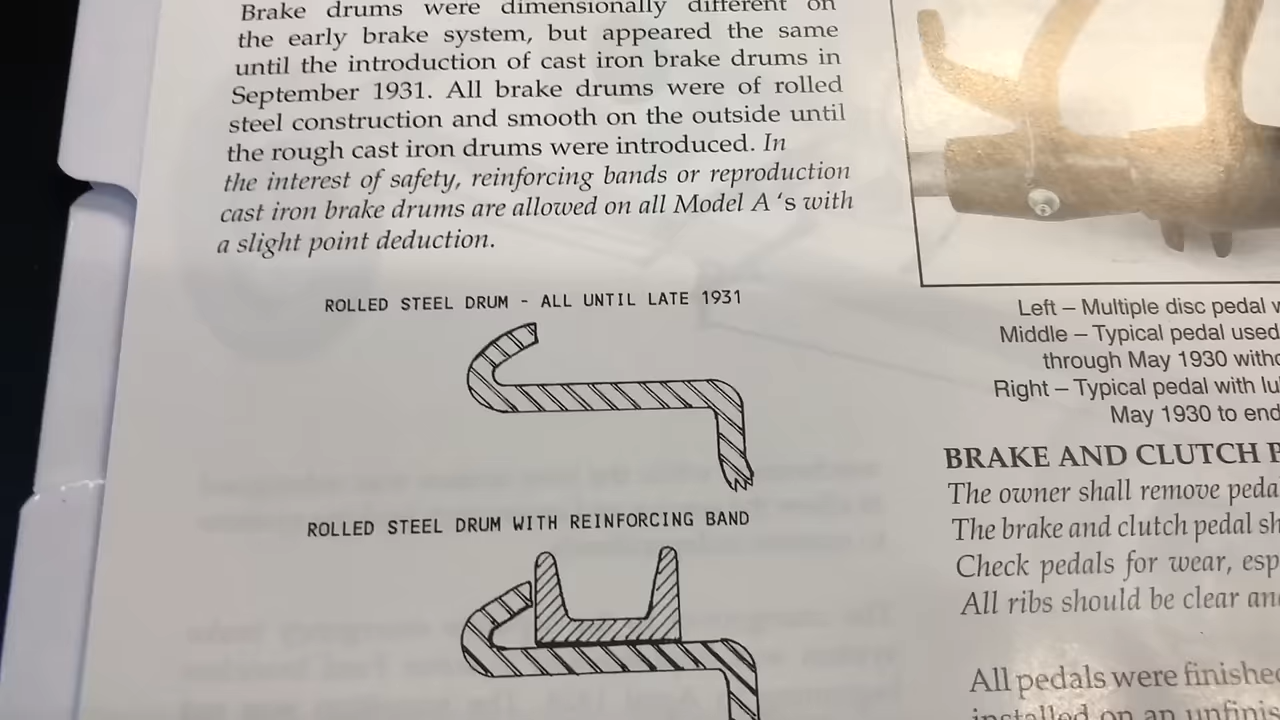 Brake drums were dimensionally different on
the early brake system, but appeared the same
until the introduction of cast iron brake drums in
September 1931. All brake drums were of rolled
steel construction and smooth on the outside until
the rough cast iron drums were introduced. In
the interest of safety, reinforcing bands or reproduction
cast iron brake drums are allowed on all Model A 's with
a slight point deduction.
ROLLED STEEL DRUM - ALL UNTIL LATE 1931
ROLLED STEEL DRUM WITH REINFORCING BAND
Left – Multiple disc pedal
Middle – Typical pedal used
through May 1930
Right – Typical pedal with
May 1930 to end
BRAKE AND CLUTCH
The owner shall remove
The brake and clutch pedal
Check pedals for wear,
All ribs should be clear
All pedals were finished
installed on an